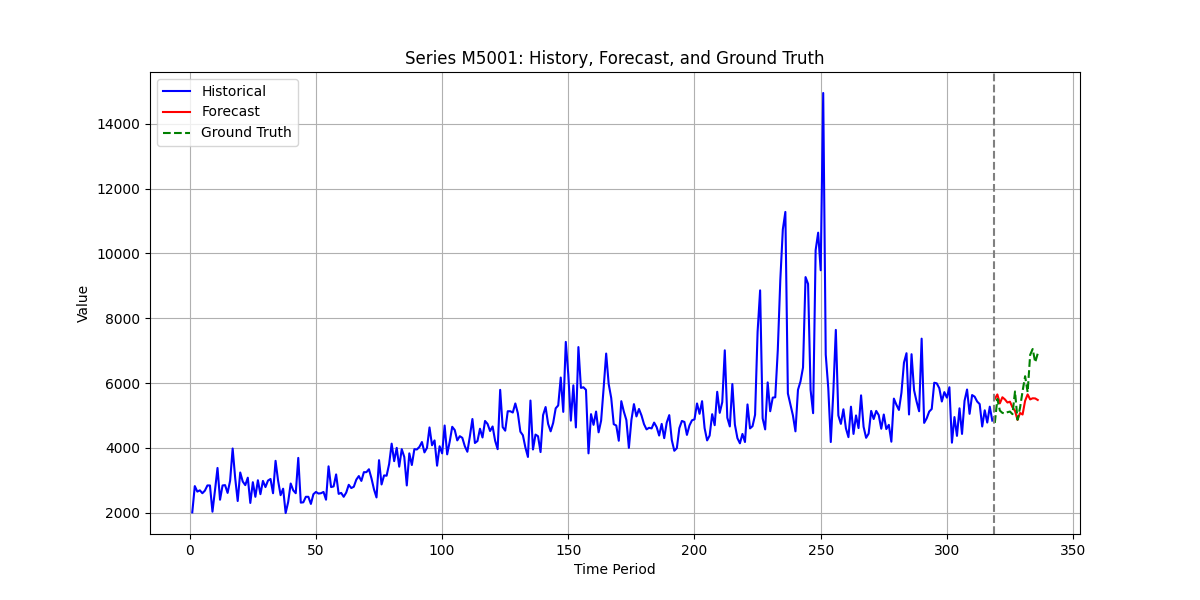 Series M5001: History, Forecast, and Ground Truth
Historical
Forecast
Ground Truth
Value
14000
12000
10000
8000
6000
4000
2000
0 50 100 150 200 250 300 350
Time Period